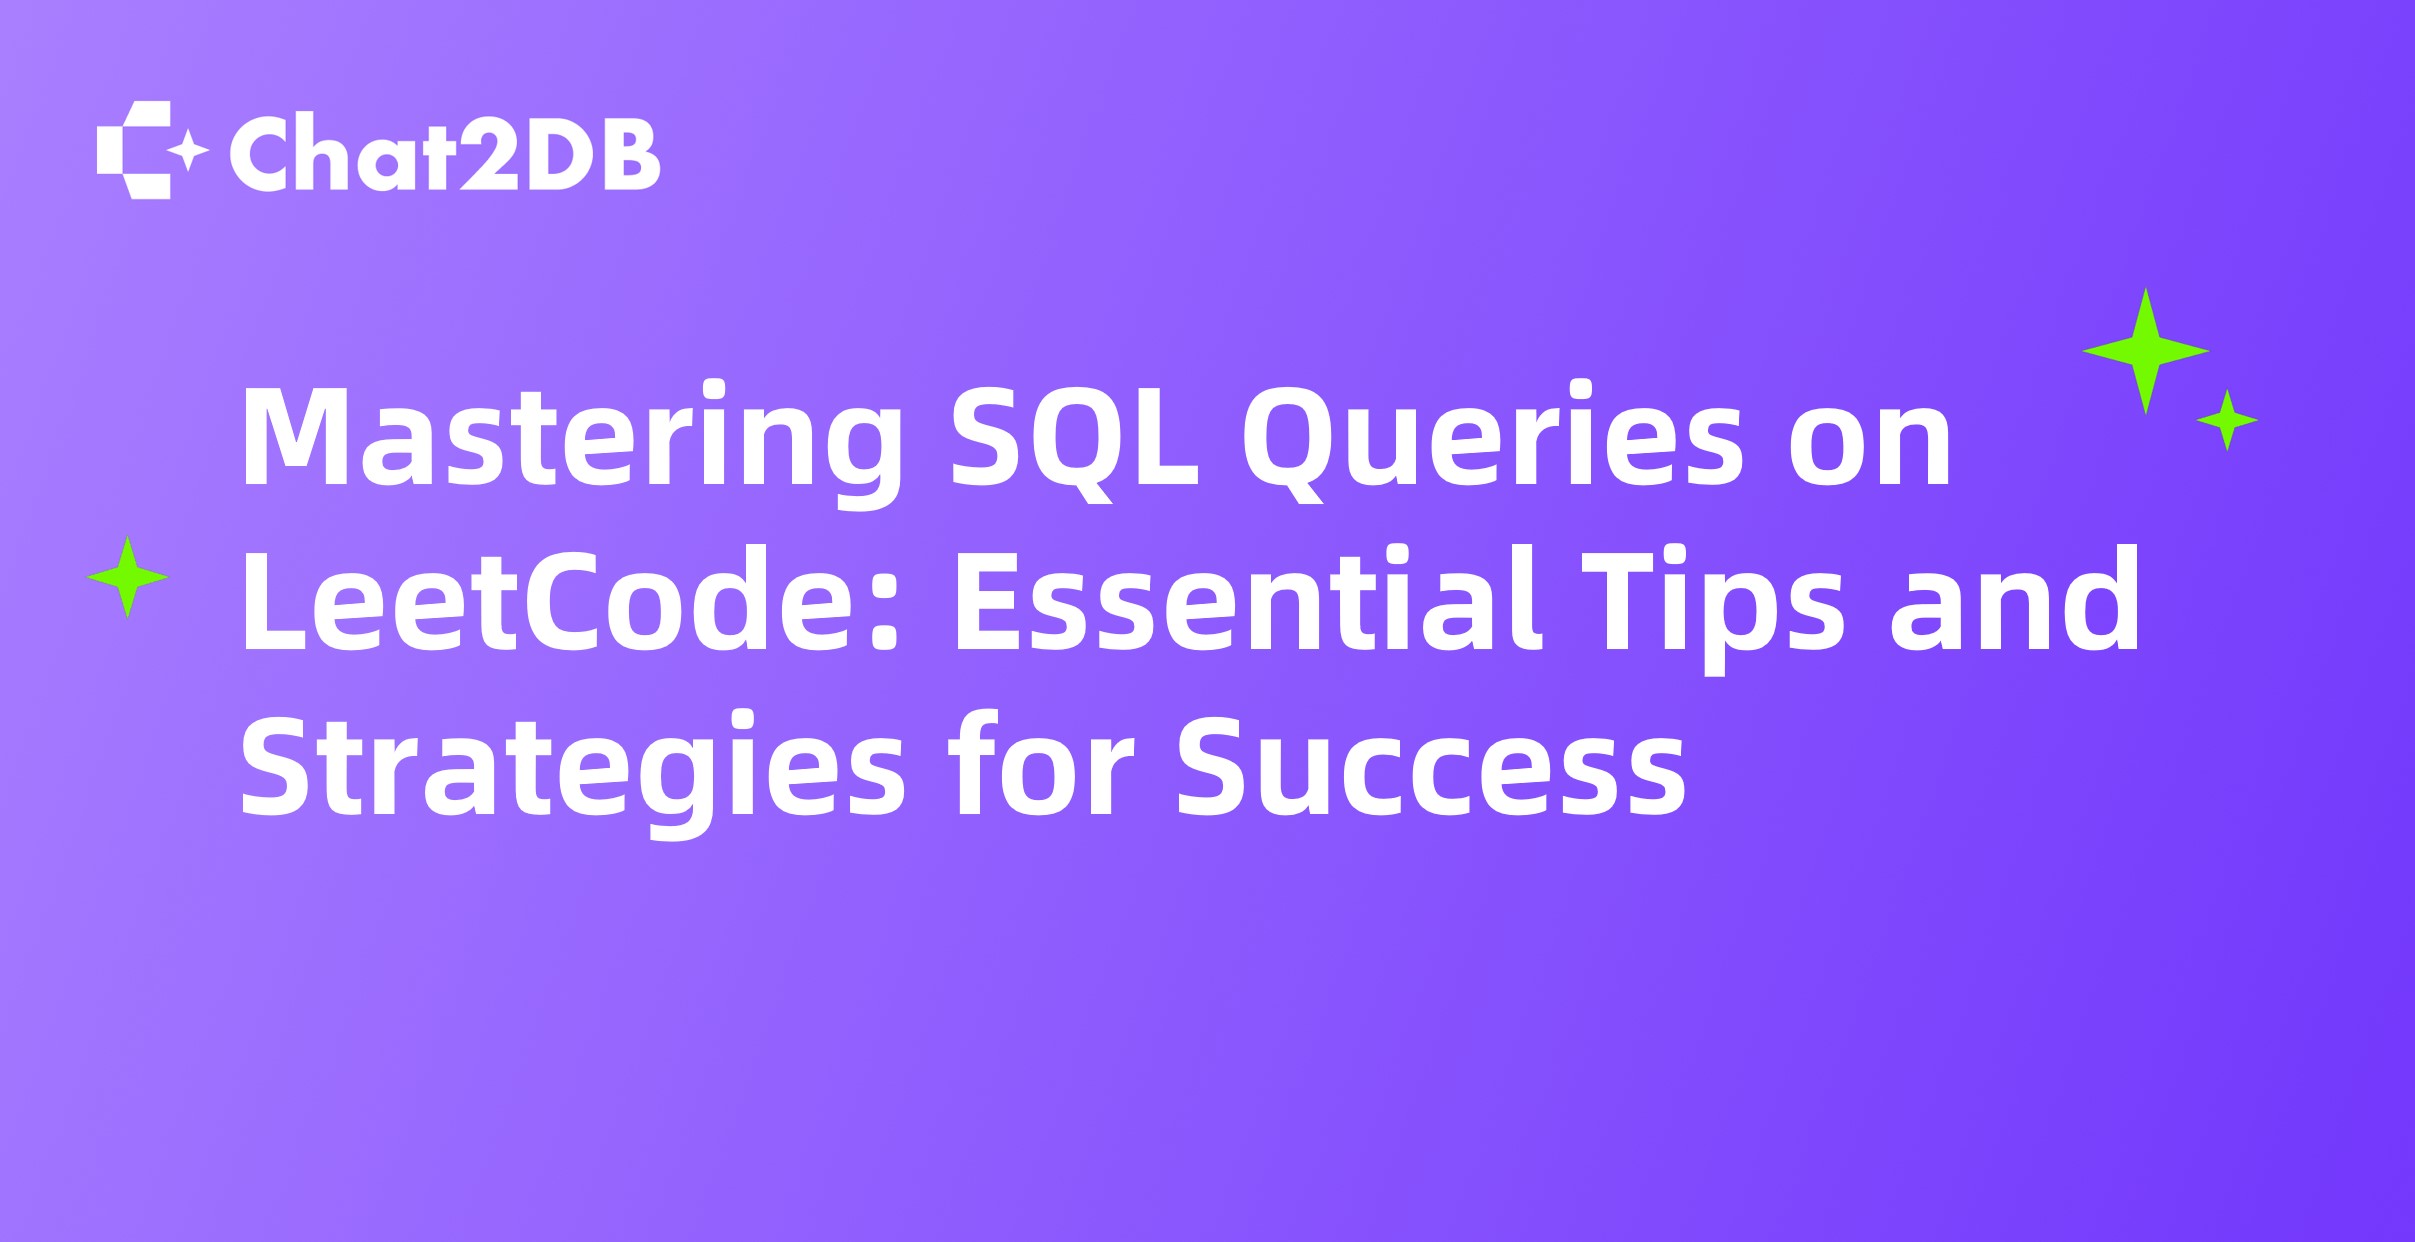 Chat2DB
Mastering SQL Queries on
LeetCode: Essential Tips and
Strategies for Success